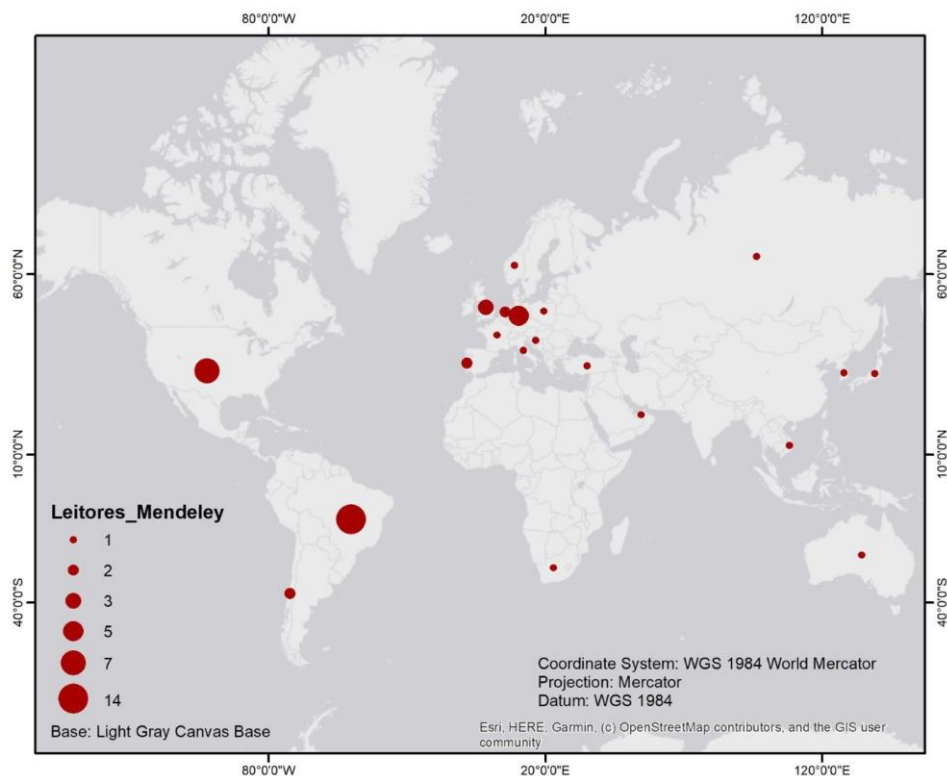 80°0'0"W 20°0'0"E 120°0'0"E
60°0'0"N 60°0'0"N
10°0'0"N 10°0'0"N
40°0'0"S 40°0'0"S
Leitores_Mendeley
1
2
3
5
7
14
Base: Light Gray Canvas Base
Coordinate System: WGS 1984 World Mercator
Projection: Mercator
Datum: WGS 1984
Esri, HERE, Garmin, (c) OpenStreetMap contributors, and the GIS user
community
80°0'0"W 20°0'0"E 120°0'0"E